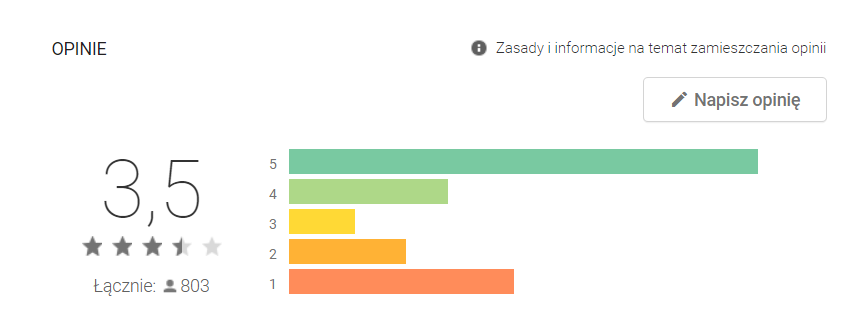 OPINIE
Zasady i informacje na temat zamieszczania opinii
Napisz opinię
3,5
Łącznie: 803
5
4
3
2
1